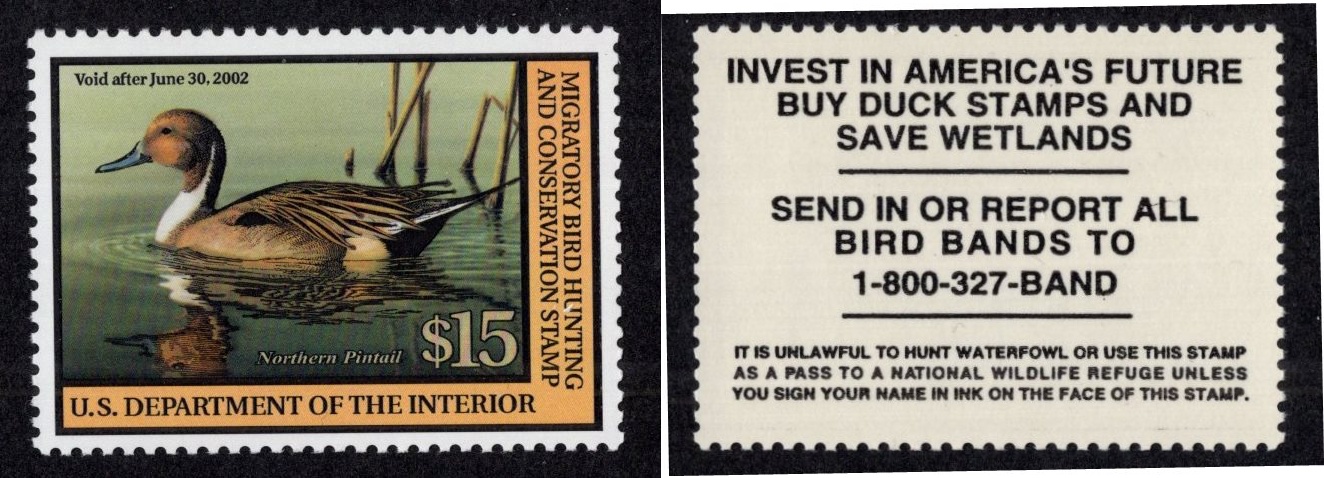 Void after June 30, 2002
MIGRATORY BIRD HUNTING
AND CONSERVATION STAMP
Northern Pintail
$15
U.S. DEPARTMENT OF THE INTERIOR
INVEST IN AMERICA'S FUTURE
BUY DUCK STAMPS AND
SAVE WETLANDS
SEND IN OR REPORT ALL
BIRD BANDS TO
1-800-327-BAND
IT IS UNLAWFUL TO HUNT WATERFOWL OR USE THIS STAMP
AS A PASS TO A NATIONAL WILDLIFE REFUGE UNLESS
YOU SIGN YOUR NAME IN INK ON THE FACE OF THIS STAMP.